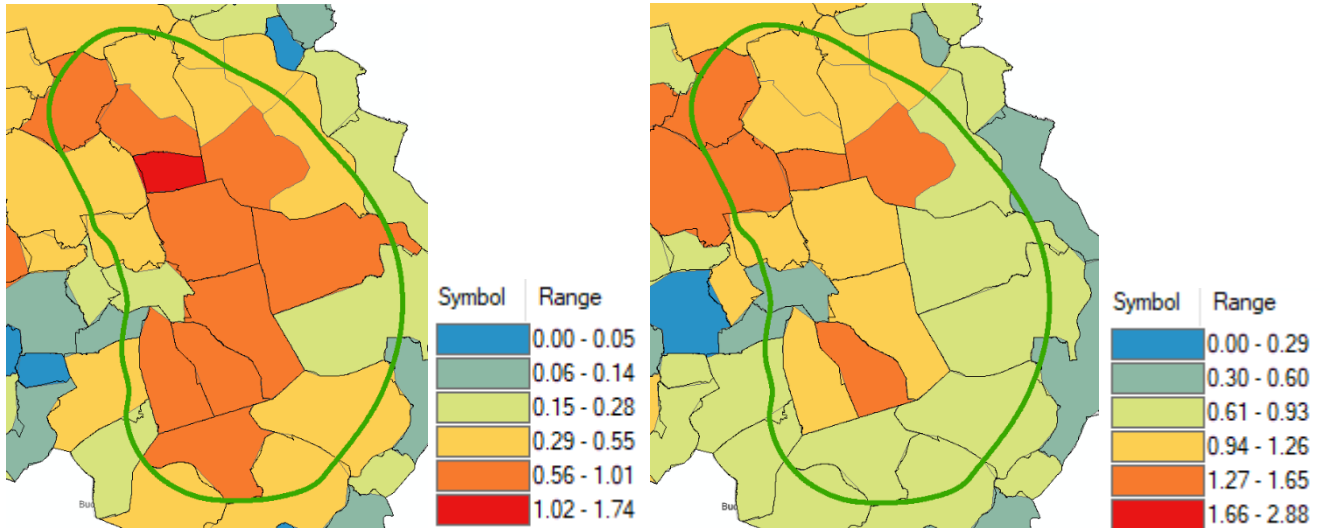 Symbol Range
0.00 - 0.05
0.06 - 0.14
0.15 - 0.28
0.29 - 0.55
0.56 - 1.01
1.02 - 1.74
Buc
Symbol Range
0.00 - 0.29
0.30 - 0.60
0.61 - 0.93
0.94 - 1.26
1.27 - 1.65
1.66 - 2.88